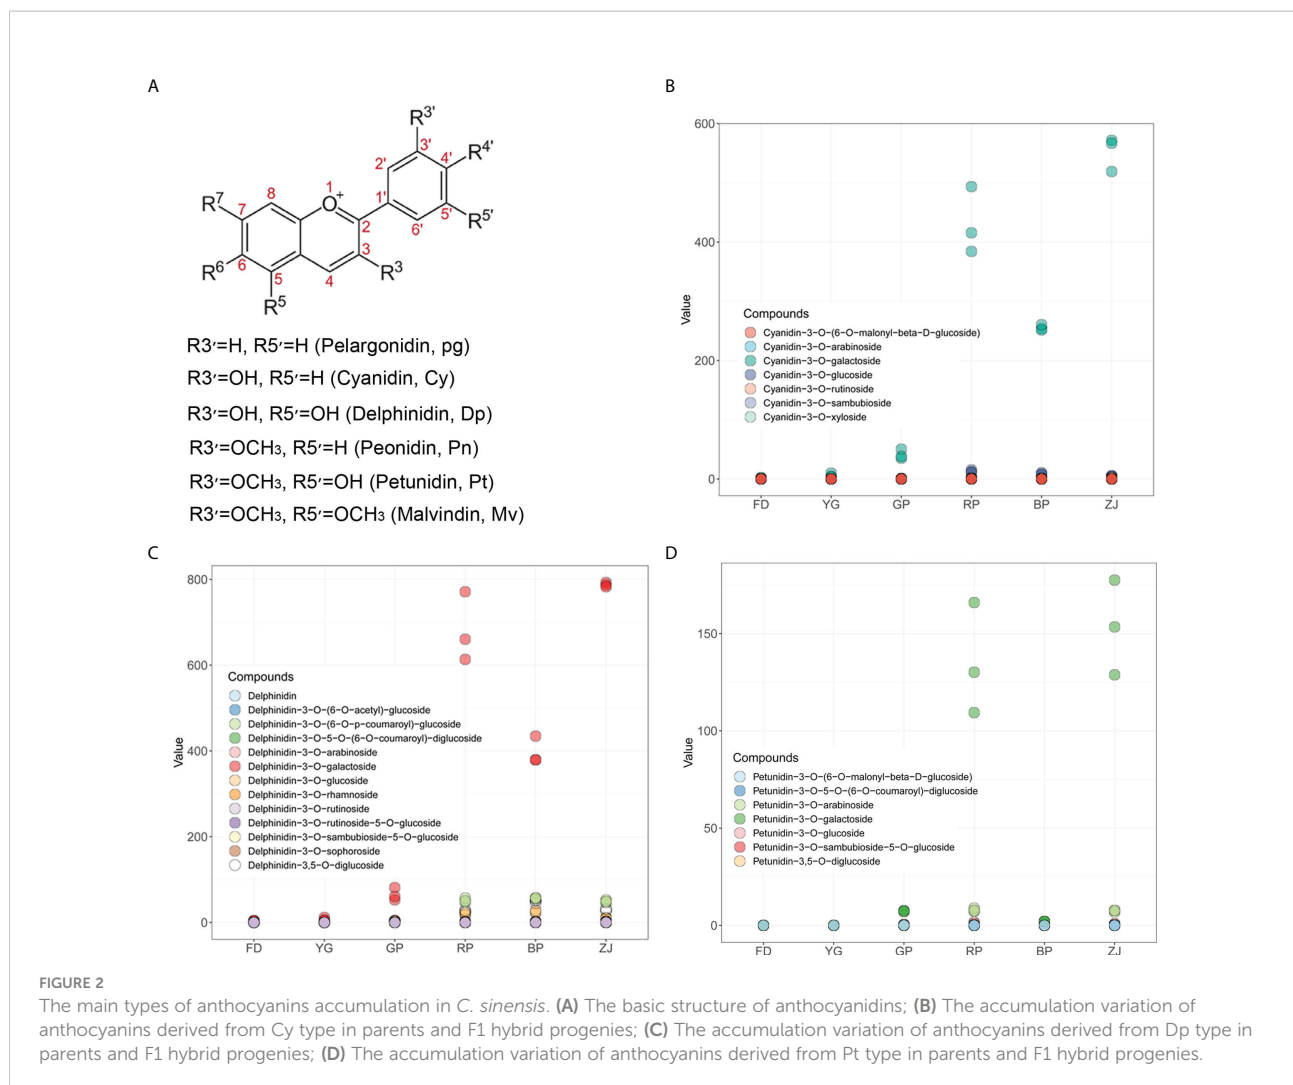 A
R3'
3'
R4'
2'
4'
R7
8
1
O+
1'
5'
R5'
7
2
6'
3
R6
6
5
4
R3
R5
R3′=H, R5′=H (Pelargonidin, pg)
R3′=OH, R5′=H (Cyanidin, Cy)
R3′=OH, R5′=OH (Delphinidin, Dp)
R3′=OCH₃, R5′=H (Peonidin, Pn)
R3′=OCH₃, R5′=OH (Petunidin, Pt)
R3′=OCH₃, R5′=OCH₃ (Malvindin, Mv)
B
600
400
200
0
Value
Compounds
Cyanidin−3−O−(6−O−malonyl−beta−D−glucoside)
Cyanidin−3−O−arabinoside
Cyanidin−3−O−galactoside
Cyanidin−3−O−glucoside
Cyanidin−3−O−rutinoside
Cyanidin−3−O−sambubioside
Cyanidin−3−O−xyloside
FD YG GP RP BP ZJ
C
800
600
400
200
0
Value
Compounds
Delphinidin
Delphinidin−3−O−(6−O−acetyl)−glucoside
Delphinidin−3−O−(6−O−p−coumaroyl)−glucoside
Delphinidin−3−O−5−O−(6−O−coumaroyl)−diglucoside
Delphinidin−3−O−arabinoside
Delphinidin−3−O−galactoside
Delphinidin−3−O−glucoside
Delphinidin−3−O−rhamnoside
Delphinidin−3−O−rutinoside
Delphinidin−3−O−rutinoside−5−O−glucoside
Delphinidin−3−O−sambubioside−5−O−glucoside
Delphinidin−3−O−sophoroside
Delphinidin−3,5−O−diglucoside
FD YG GP RP BP ZJ
D
150
100
50
0
Value
Compounds
Petunidin−3−O−(6−O−malonyl−beta−D−glucoside)
Petunidin−3−O−5−O−(6−O−coumaroyl)−diglucoside
Petunidin−3−O−arabinoside
Petunidin−3−O−galactoside
Petunidin−3−O−glucoside
Petunidin−3−O−sambubioside−5−O−glucoside
Petunidin−3,5−O−diglucoside
FD YG GP RP BP ZJ
FIGURE 2
The main types of anthocyanins accumulation in C. sinensis. (A) The basic structure of anthocyanidins; (B) The accumulation variation of
anthocyanins derived from Cy type in parents and F1 hybrid progenies; (C) The accumulation variation of anthocyanins derived from Dp type in
parents and F1 hybrid progenies; (D) The accumulation variation of anthocyanins derived from Pt type in parents and F1 hybrid progenies.